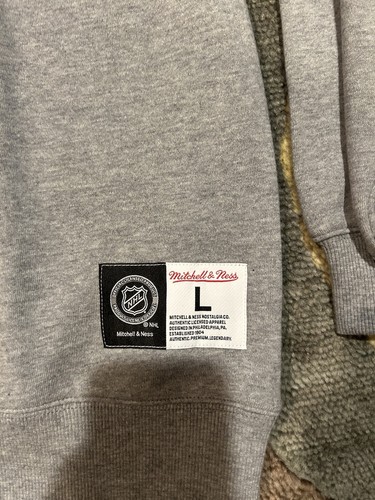 NHL
© NHL
Mitchell & Ness
Mitchell & Ness
L
MITCHELL & NESS NOSTALGIA CO.
AUTHENTIC LICENSED APPAREL
DESIGNED IN PHILADELPHIA, PA.
ESTABLISHED 1904
AUTHENTIC. PREMIUM. LEGENDARY.